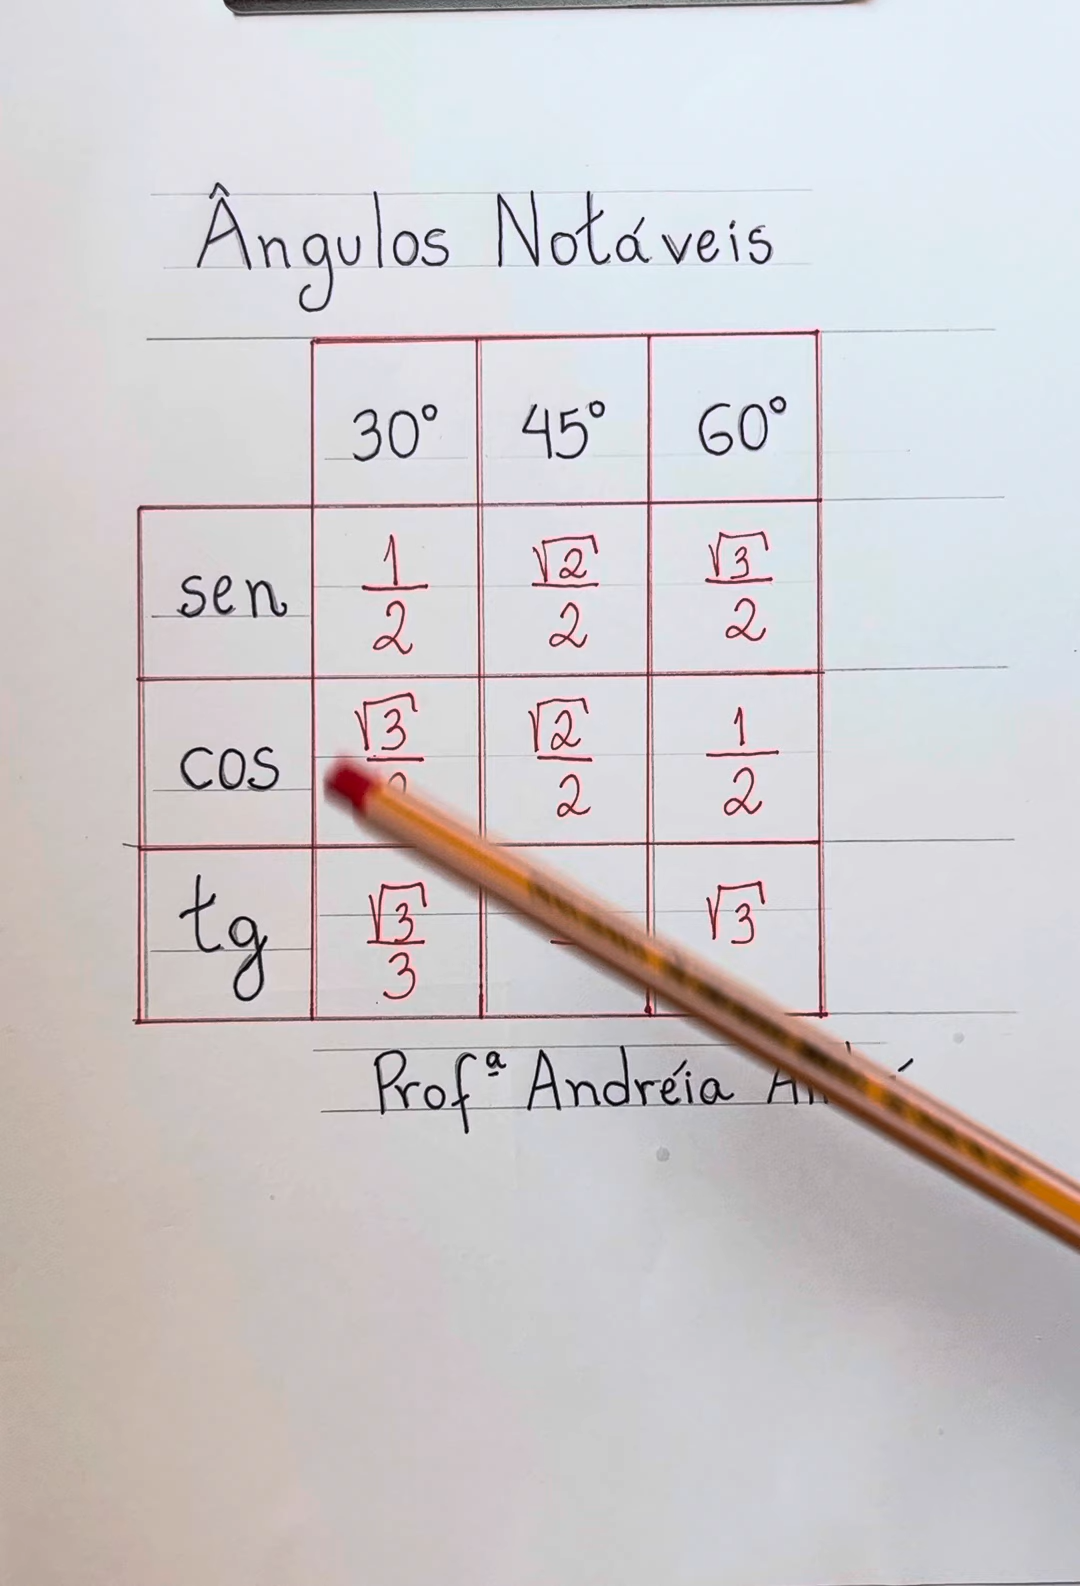 Ângulos Notáveis
30° 45° 60°
sen 1/2 √2/2 √3/2
cos √3/2 √2/2 1/2
tg √3/3 √3
Profª Andréia